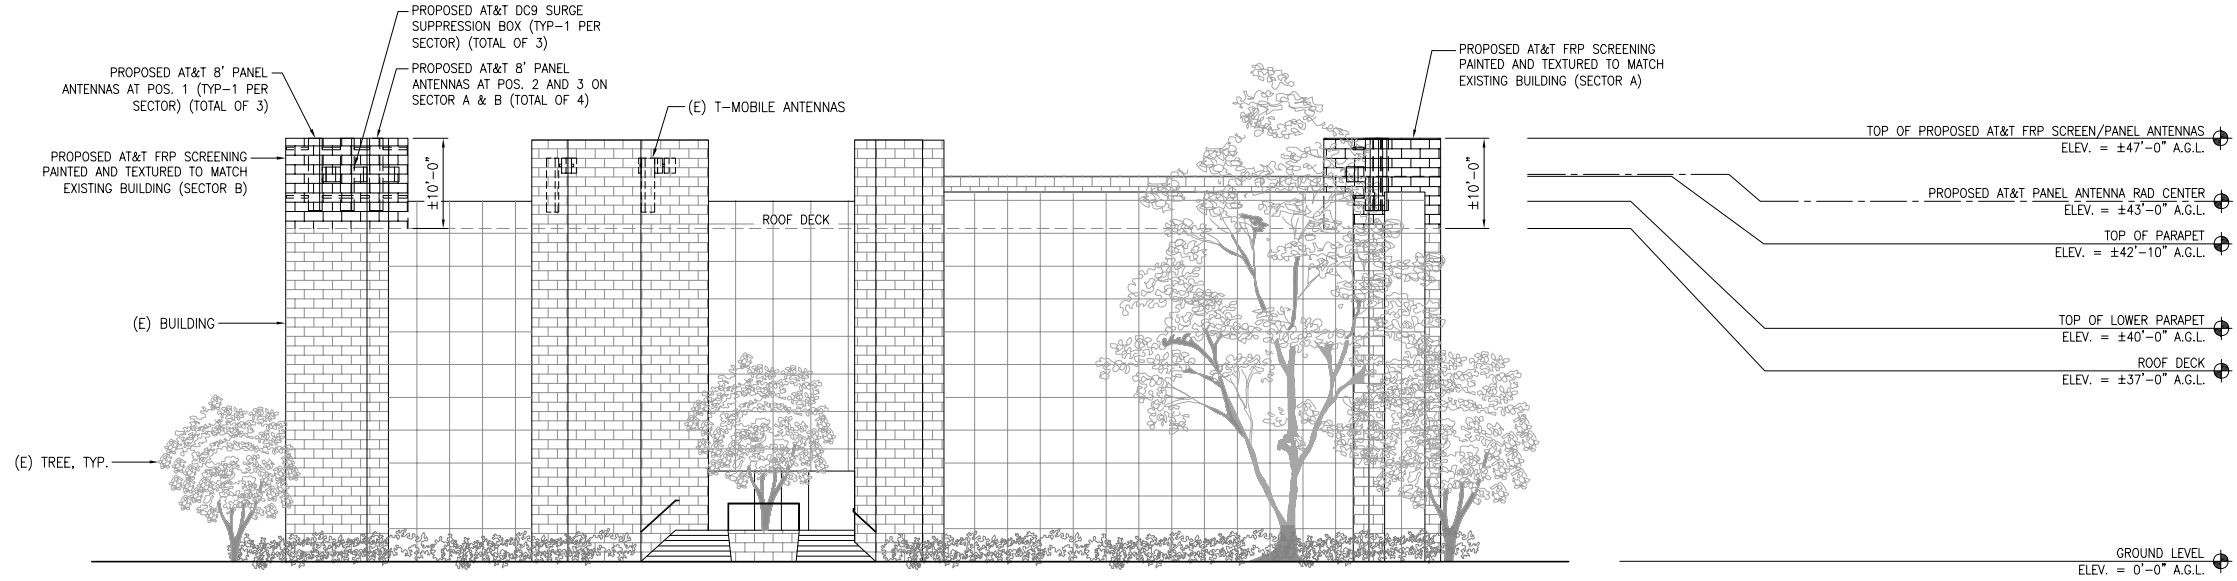 PROPOSED AT&T DC9 SURGE
SUPPRESSION BOX (TYP-1 PER
SECTOR) (TOTAL OF 3)
PROPOSED AT&T 8' PANEL
ANTENNAS AT POS. 1 (TYP-1 PER
SECTOR) (TOTAL OF 3)
PROPOSED AT&T 8' PANEL
ANTENNAS AT POS. 2 AND 3 ON
SECTOR A & B (TOTAL OF 4)
(E) T-MOBILE ANTENNAS
PROPOSED AT&T FRP SCREENING
PAINTED AND TEXTURED TO MATCH
EXISTING BUILDING (SECTOR A)
PROPOSED AT&T FRP SCREENING
PAINTED AND TEXTURED TO MATCH
EXISTING BUILDING (SECTOR B)
±10'-0"
ROOF DECK
±10'-0"
(E) BUILDING
(E) TREE, TYP.
TOP OF PROPOSED AT&T FRP SCREEN/PANEL ANTENNAS
ELEV. = ±47'-0" A.G.L.
PROPOSED AT&T PANEL ANTENNA RAD CENTER
ELEV. = ±43'-0" A.G.L.
TOP OF PARAPET
ELEV. = ±42'-10" A.G.L.
TOP OF LOWER PARAPET
ELEV. = ±40'-0" A.G.L.
ROOF DECK
ELEV. = ±37'-0" A.G.L.
GROUND LEVEL
ELEV. = 0'-0" A.G.L.